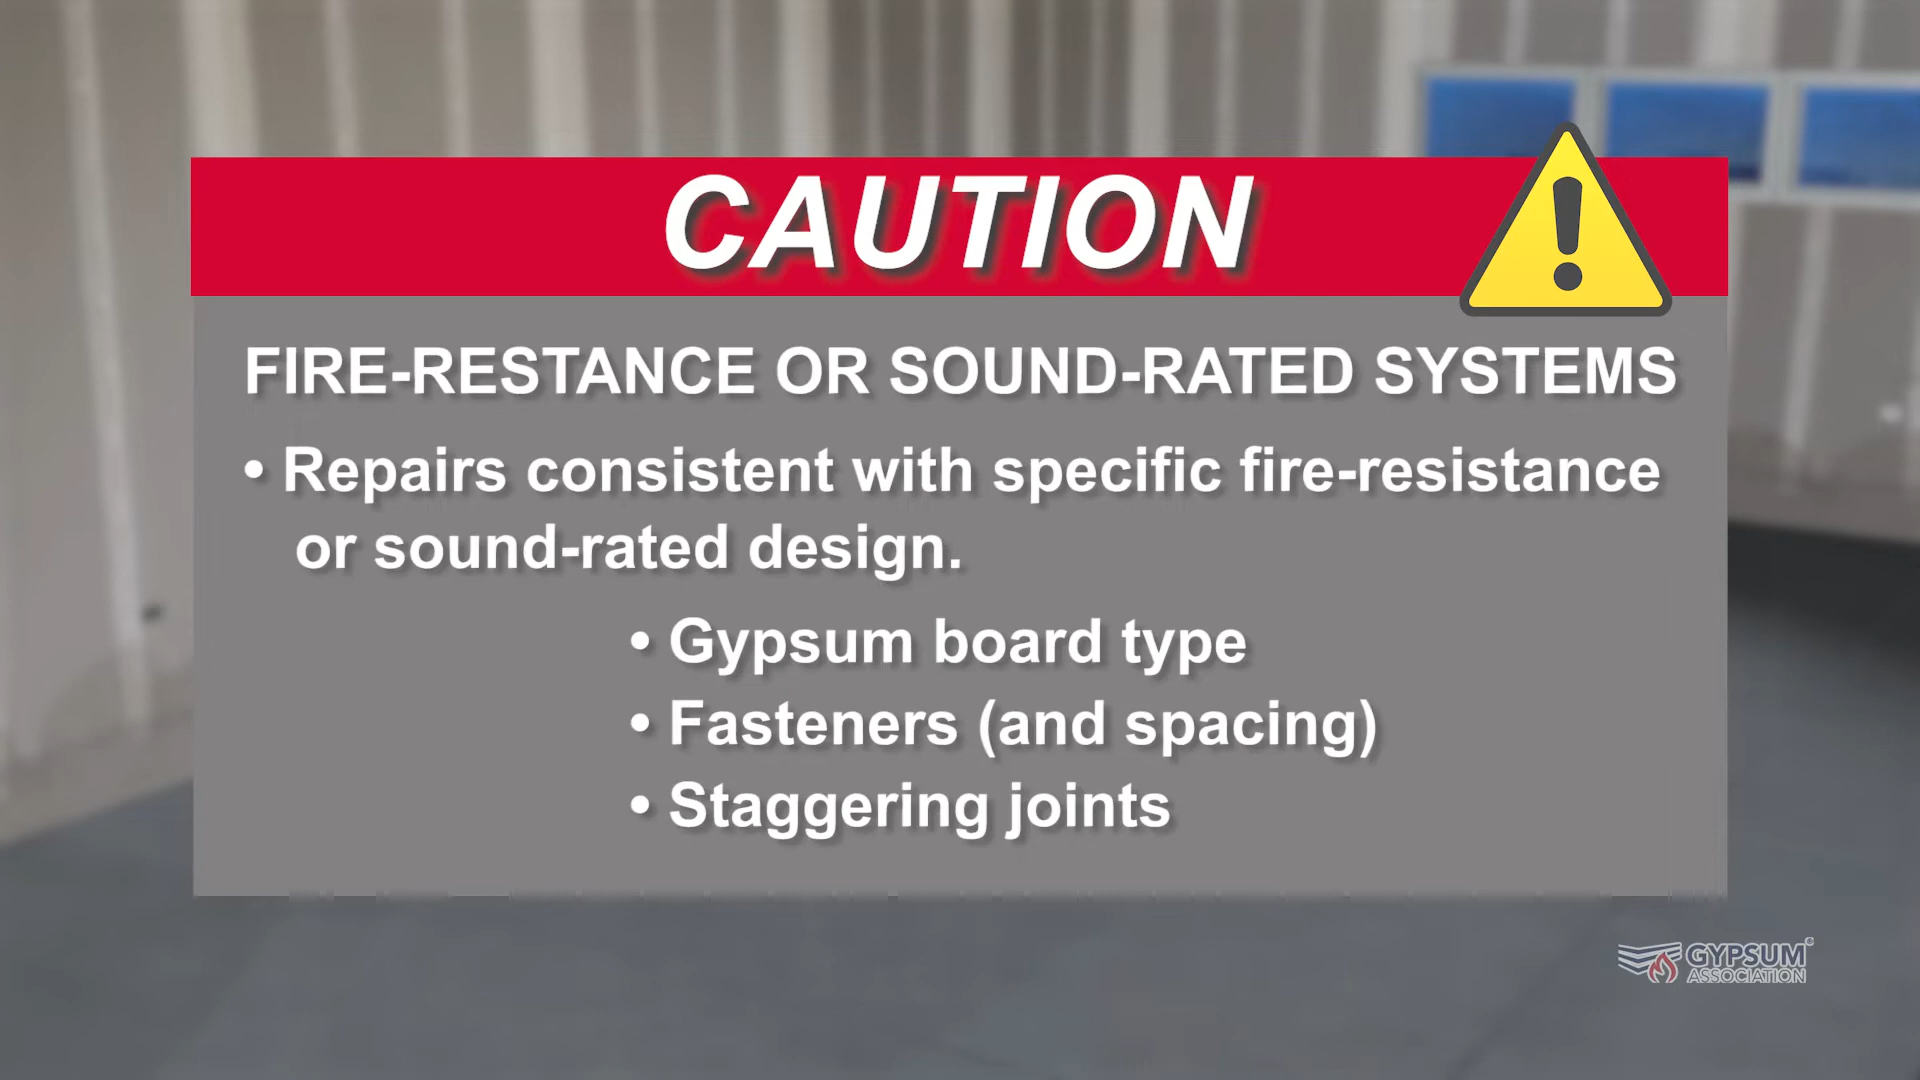 CAUTION
FIRE-RESTANCE OR SOUND-RATED SYSTEMS
• Repairs consistent with specific fire-resistance
or sound-rated design.
• Gypsum board type
• Fasteners (and spacing)
• Staggering joints
GYPSUM®
ASSOCIATION